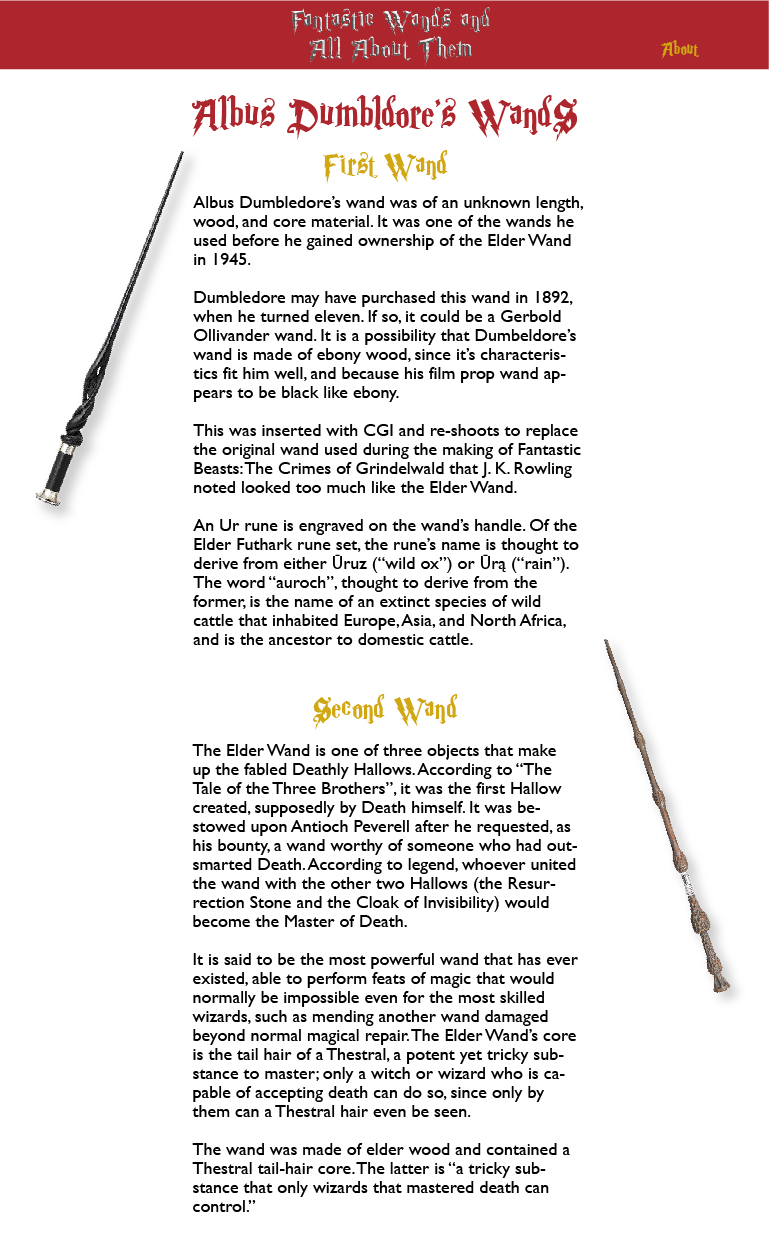 Fantastic Wands and
All About Them
About
Albus Dumbldore's Wands
First Wand
Albus Dumbledore's wand was of an unknown length,
wood, and core material. It was one of the wands he
used before he gained ownership of the Elder Wand
in 1945.
Dumbledore may have purchased this wand in 1892,
when he turned eleven. If so, it could be a Gerbold
Ollivander wand. It is a possibility that Dumbeldore's
wand is made of ebony wood, since it's characteris-
tics fit him well, and because his film prop wand ap-
pears to be black like ebony.
This was inserted with CGI and re-shoots to replace
the original wand used during the making of Fantastic
Beasts: The Crimes of Grindelwald that J. K. Rowling
noted looked too much like the Elder Wand.
An Ur rune is engraved on the wand's handle. Of the
Elder Futhark rune set, the rune's name is thought to
derive from either Ūruz (“wild ox”) or Ūrą (“rain”).
The word “auroch”, thought to derive from the
former, is the name of an extinct species of wild
cattle that inhabited Europe, Asia, and North Africa,
and is the ancestor to domestic cattle.
Second Wand
The Elder Wand is one of three objects that make
up the fabled Deathly Hallows. According to “The
Tale of the Three Brothers”, it was the first Hallow
created, supposedly by Death himself. It was be-
stowed upon Antioch Peverell after he requested, as
his bounty, a wand worthy of someone who had out-
smarted Death. According to legend, whoever united
the wand with the other two Hallows (the Resur-
rection Stone and the Cloak of Invisibility) would
become the Master of Death.
It is said to be the most powerful wand that has ever
existed, able to perform feats of magic that would
normally be impossible even for the most skilled
wizards, such as mending another wand damaged
beyond normal magical repair. The Elder Wand's core
is the tail hair of a Thestral, a potent yet tricky sub-
stance to master; only a witch or wizard who is ca-
pable of accepting death can do so, since only by
them can a Thestral hair even be seen.
The wand was made of elder wood and contained a
Thestral tail-hair core. The latter is “a tricky sub-
stance that only wizards that mastered death can
control.”